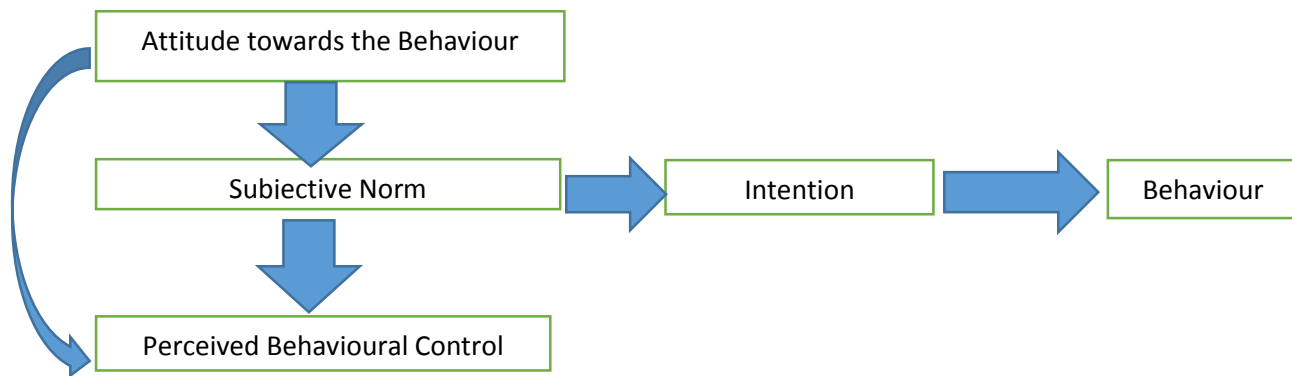 Attitude towards the Behaviour
Subjective Norm
Intention
Behaviour
Perceived Behavioural Control